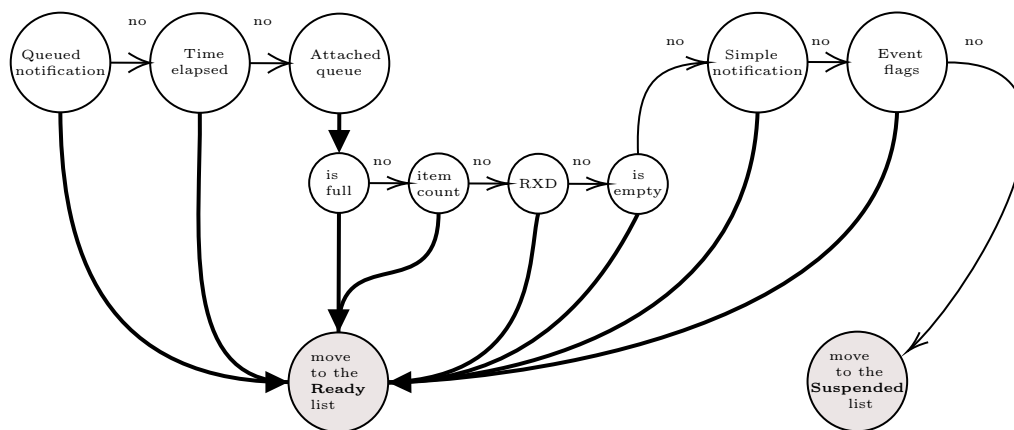 no
no
Queued
notification
Time
elapsed
Attached
queue
no
Simple
notification
no
Event
flags
no
is
full
no
item
count
no
RXD
no
is
empty
move
to the
Ready
list
move
to the
Suspended
list